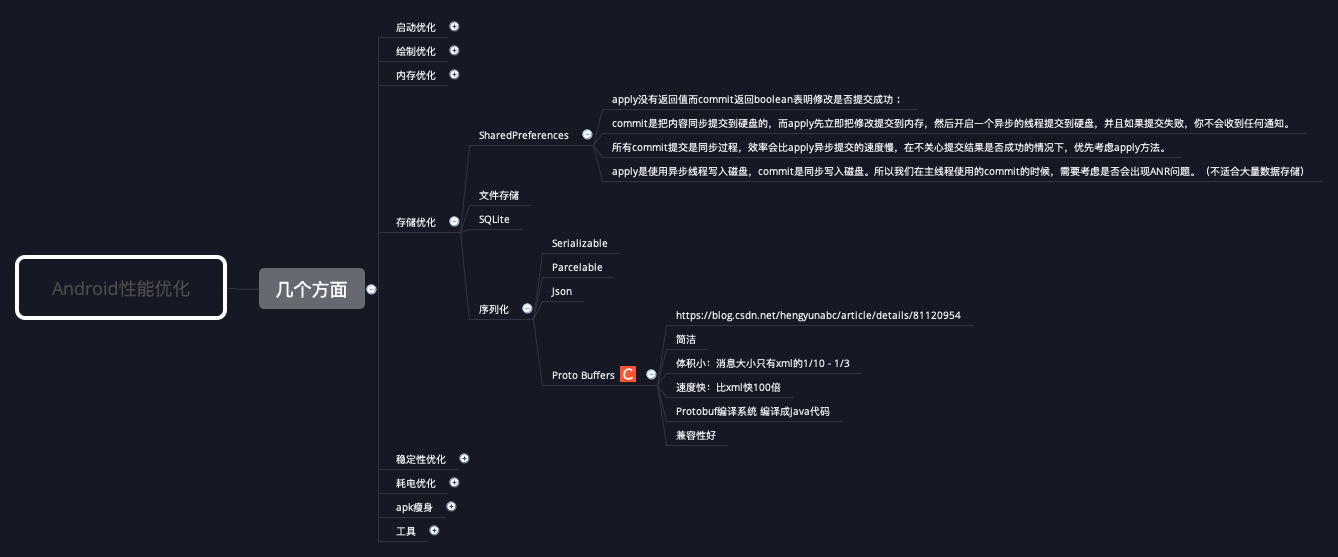 启动优化
绘制优化
内存优化
apply没有返回值而commit返回boolean表明修改是否提交成功 ；
commit是把内容同步提交到硬盘的，而apply先立即把修改提交到内存，然后开启一个异步的线程提交到硬盘，并且如果提交失败，你不会收到任何通知。
SharedPreferences
所有commit提交是同步过程，效率会比apply异步提交的速度慢，在不关心提交结果是否成功的情况下，优先考虑apply方法。
apply是使用异步线程写入磁盘，commit是同步写入磁盘。所以我们在主线程使用的commit的时候，需要考虑是否会出现ANR问题。（不适合大量数据存储）
文件存储
存储优化
SQLite
Serializable
Parcelable
Android性能优化
几个方面
Json
序列化
https://blog.csdn.net/hengyunabc/article/details/81120954
简洁
体积小：消息大小只有xml的1/10 - 1/3
Proto Buffers C
速度快：比xml快100倍
Protobuf编译系统 编译成Java代码
兼容性好
稳定性优化
耗电优化
apk瘦身
工具